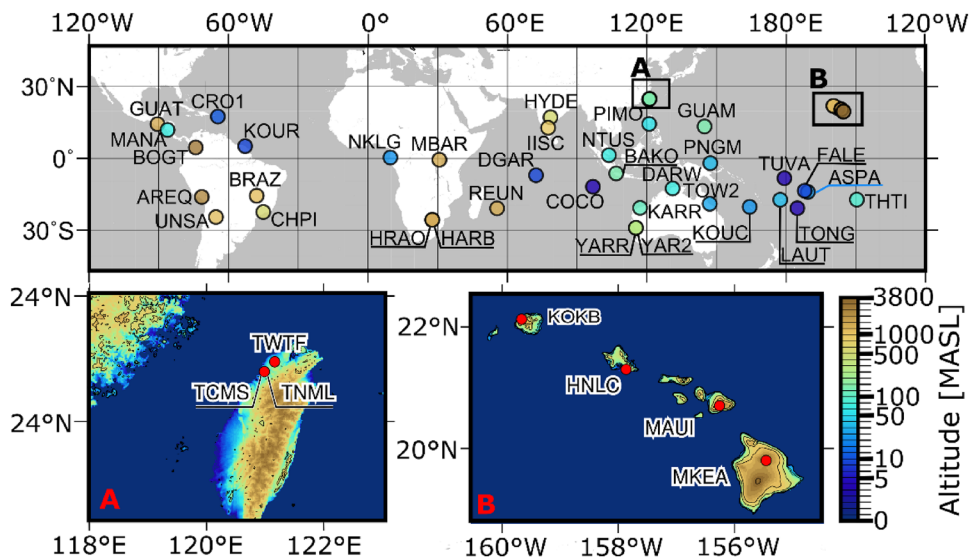 120°W 60°W 0°E 60°E 120°E 180°W 120°W
A
B
30°N
CRO1
HYDE
GUAT
PIMO
GUAM
MANA
KOUR
NKLG
MBAR
IISC
NTUS
PNGM
FALE
0°
BOGT
DGAR
BAKO
TUVA
DARW
ASPA
AREQ
BRAZ
REUN
COCO
TOW2
THTI
UNSA
CHPI
KARR
30°S
HRAO HARB
YARR YAR2
KOUC
TONG
LAUT
24°N
TWTF
TCMS TNML
24°N
A
118°E 120°E 122°E
22°N
KOKB
HNLC
MAUI
20°N
MKEA
B
160°W 158°W 156°W
3800
1000
500
100
50
10
5
0
Altitude [MASL]